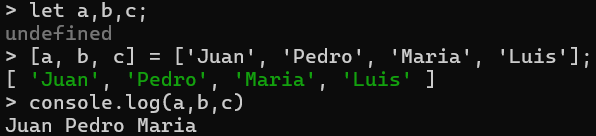 > let a,b,c;
undefined
> [a, b, c] = ['Juan', 'Pedro', 'Maria', 'Luis'];
[ 'Juan', 'Pedro', 'Maria', 'Luis' ]
> console.log(a,b,c)
Juan Pedro Maria